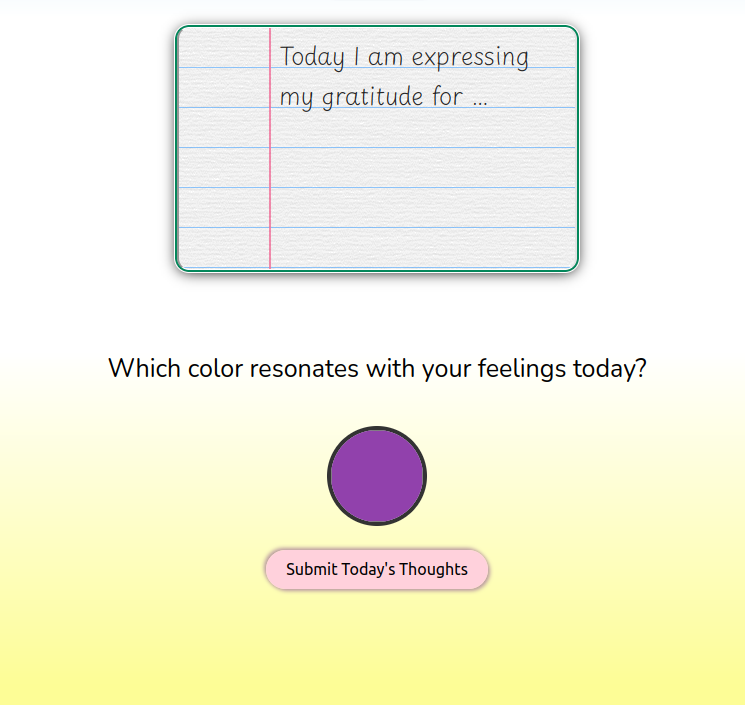 Today I am expressing
my gratitude for ...
Which color resonates with your feelings today?
Submit Today's Thoughts